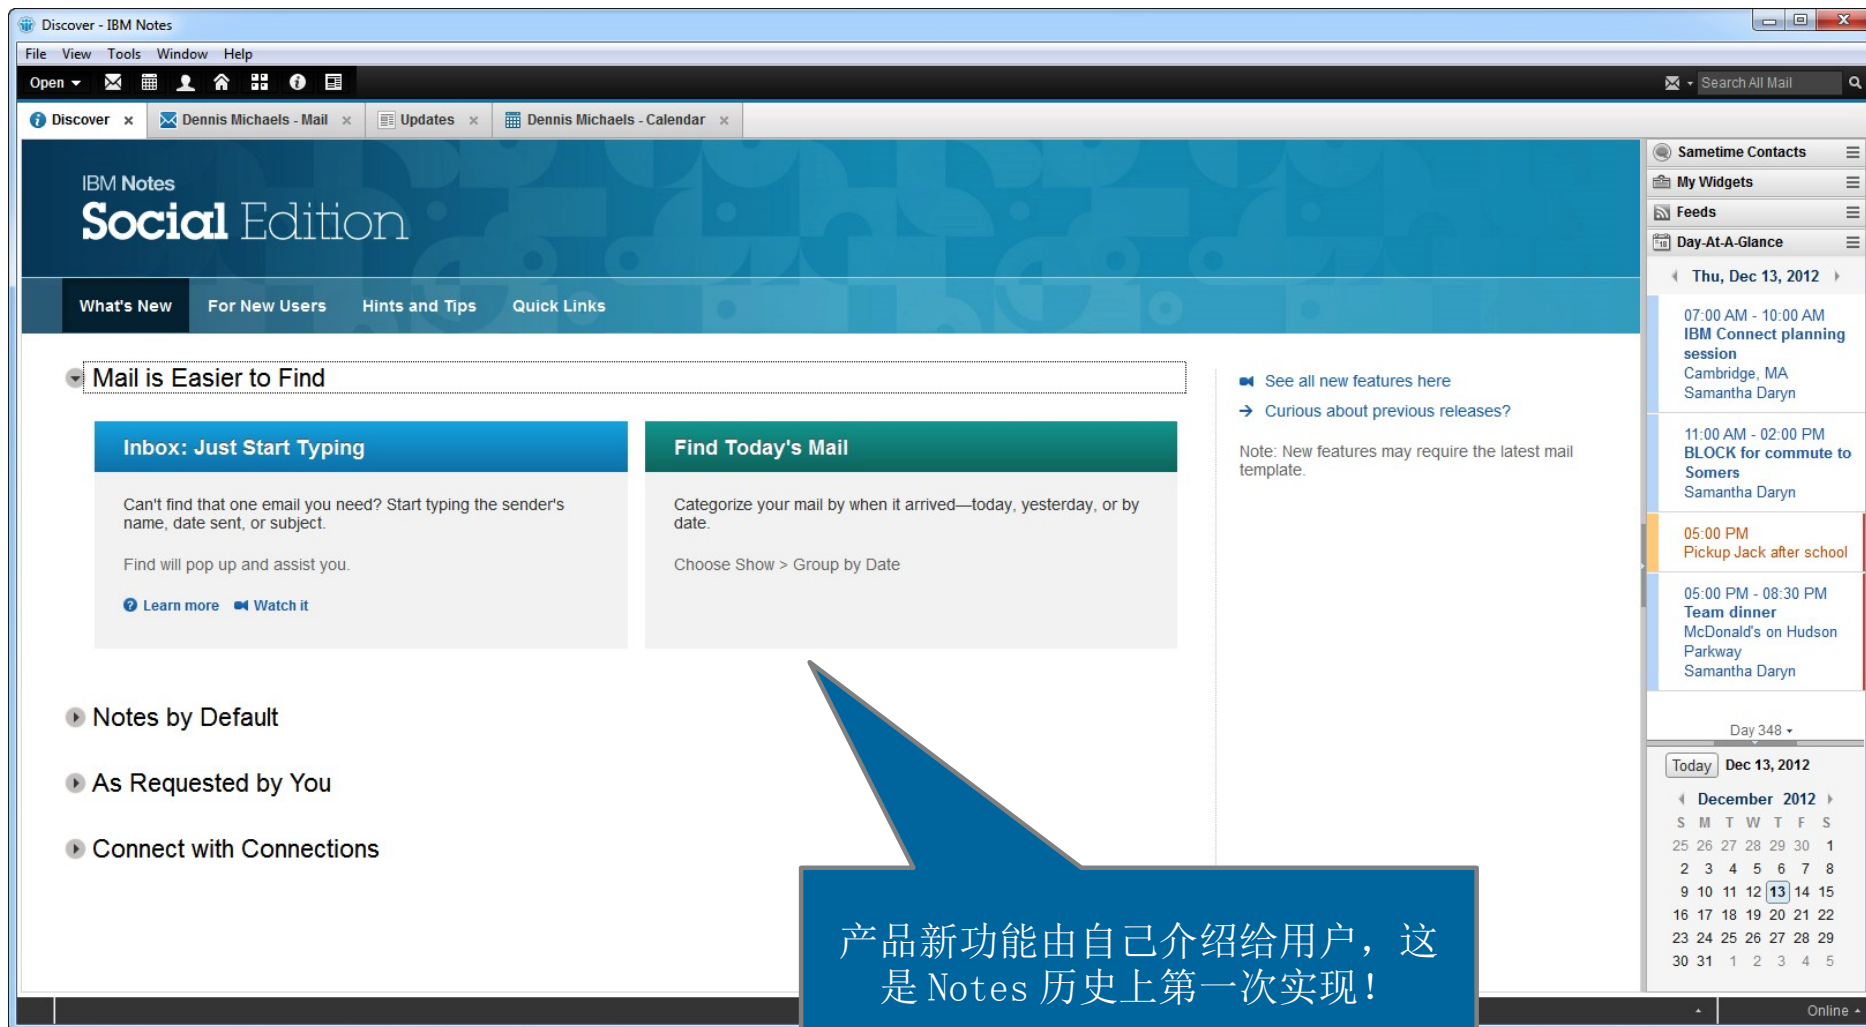 Discover - IBM Notes
File View Tools Window Help
Open Search All Mail
Discover Dennis Michaels - Mail Updates Dennis Michaels - Calendar
IBM Notes
Social Edition
What's New For New Users Hints and Tips Quick Links
Mail is Easier to Find
Inbox: Just Start Typing
Can't find that one email you need? Start typing the sender's
name, date sent, or subject.
Find will pop up and assist you.
Learn more Watch it
Find Today's Mail
Categorize your mail by when it arrived—today, yesterday, or by
date.
Choose Show > Group by Date
See all new features here
Curious about previous releases?
Note: New features may require the latest mail
template.
Notes by Default
As Requested by You
Connect with Connections
产品新功能由自己介绍给用户，这
是Notes历史上第一次实现！
Sametime Contacts
My Widgets
Feeds
18 Day-At-A-Glance
Thu, Dec 13, 2012
07:00 AM - 10:00 AM
IBM Connect planning
session
Cambridge, MA
Samantha Daryn
11:00 AM - 02:00 PM
BLOCK for commute to
Somers
Samantha Daryn
05:00 PM
Pickup Jack after school
05:00 PM - 08:30 PM
Team dinner
McDonald's on Hudson
Parkway
Samantha Daryn
Day 348
Today Dec 13, 2012
December 2012
S M T W T F S
25 26 27 28 29 30 1
2 3 4 5 6 7 8
9 10 11 12 13 14 15
16 17 18 19 20 21 22
23 24 25 26 27 28 29
30 31 1 2 3 4 5
Online